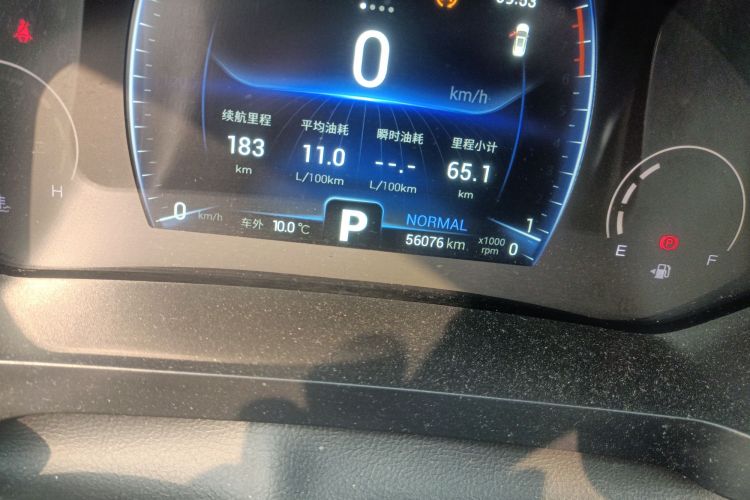 0
km/h
续航里程 平均油耗 瞬时油耗 里程小计
183 11.0 --.- 65.1
km L/100km L/100km km
0 km/h 车外 10.0 ℃ P NORMAL 1
56076 km x1000 rpm 0
H
E P F